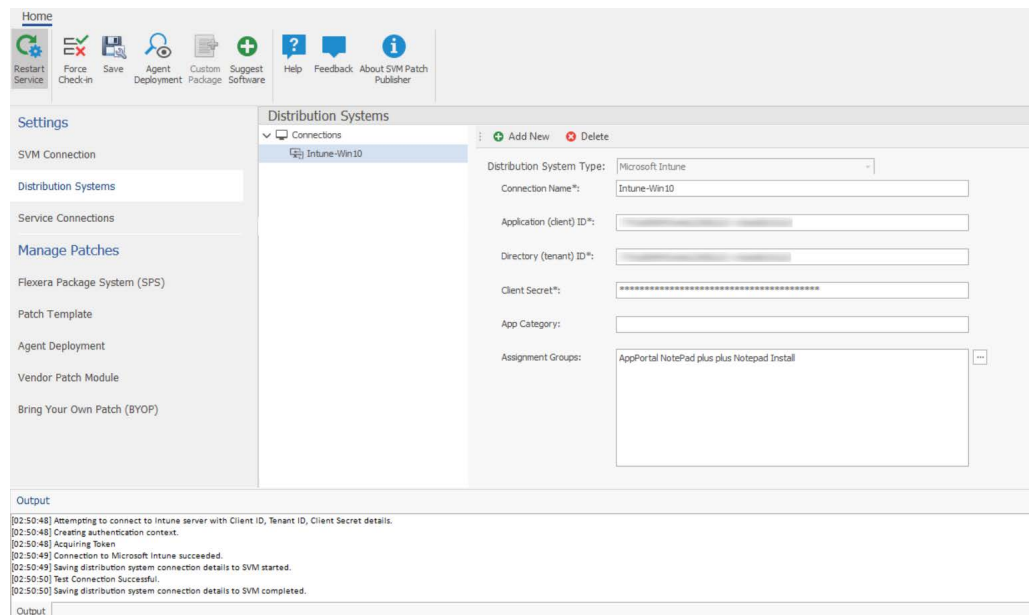 Home
Restart Service
Force Check-in
Save
Agent Deployment
Custom Package
Suggest Software
Help
Feedback
About SVM Patch Publisher
Settings
SVM Connection
Distribution Systems
Service Connections
Manage Patches
Flexera Package System (SPS)
Patch Template
Agent Deployment
Vendor Patch Module
Bring Your Own Patch (BYOP)
Distribution Systems
Connections
Intune-Win10
Add New
Delete
Distribution System Type: Microsoft Intune
Connection Name*: Intune-Win10
Application (client) ID*:
Directory (tenant) ID*:
Client Secret*: ****************************************
App Category:
Assignment Groups: AppPortal NotePad plus plus Notepad Install
...
Output
[02:50:48] Attempting to connect to Intune server with Client ID, Tenant ID, Client Secret details.
[02:50:48] Creating authentication context.
[02:50:48] Acquiring Token
[02:50:49] Connection to Microsoft Intune succeeded.
[02:50:49] Saving distribution system connection details to SVM started.
[02:50:50] Test Connection Successful.
[02:50:50] Saving distribution system connection details to SVM completed.
Output